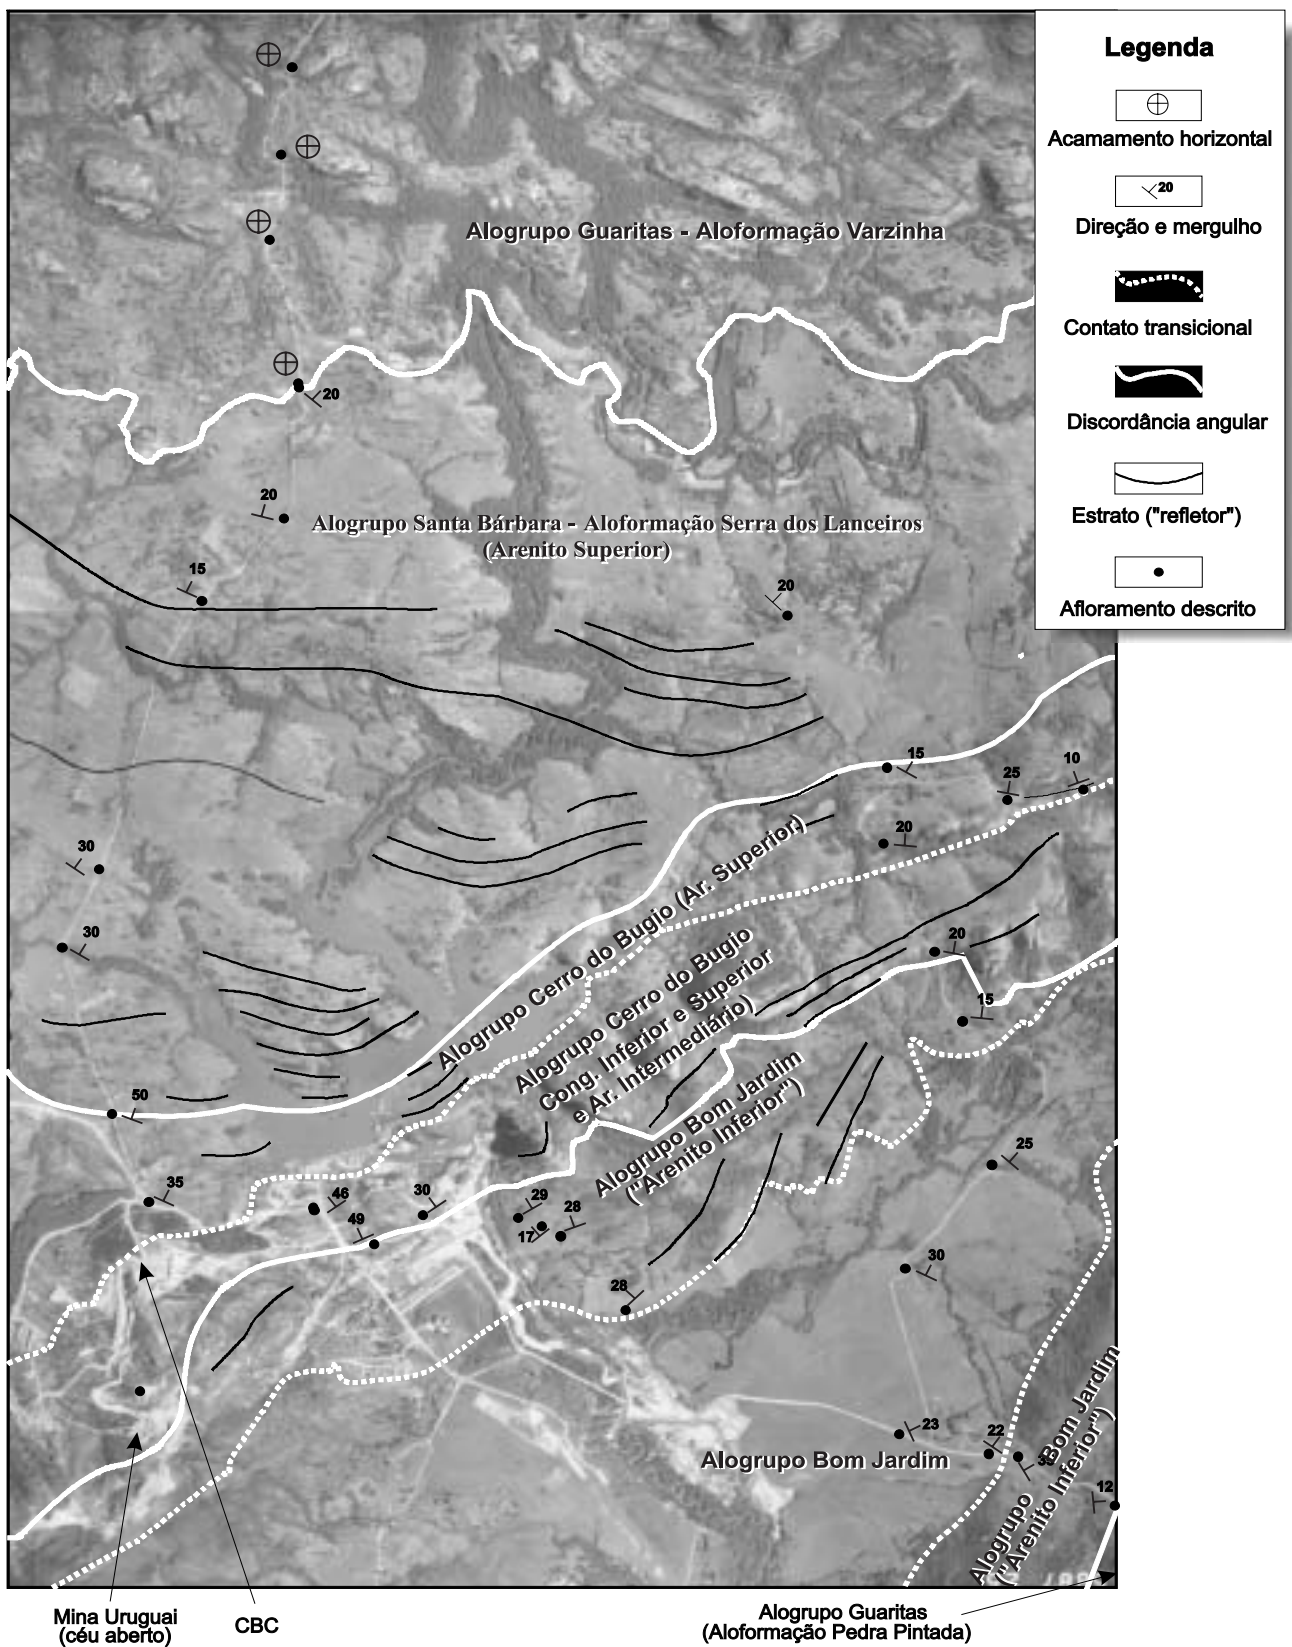 Legenda
Acamamento horizontal
20
Direção e mergulho
Contato transicional
Discordância angular
Estrato ("refletor")
Afloramento descrito
Alogrupo Guaritas - Aloformação Varzinha
20
20
Alogrupo Santa Bárbara - Aloformação Serra dos Lanceiros
(Arenito Superior)
15
20
15
10
25
20
30
30
Alogrupo Cerro do Bugio (Ar. Superior)
Alogrupo Cerro do Bugio
Cong. Inferior e Superior
e Ar. Intermediário)
20
15
Alogrupo Bom Jardim
("Arenito Inferior")
50
35
46
30
49
29
17
28
28
25
30
23
22
12
Alogrupo Bom Jardim
Alogrupo Bom Jardim
("Arenito Inferior")
Mina Uruguai
(céu aberto)
CBC
Alogrupo Guaritas
(Aloformação Pedra Pintada)